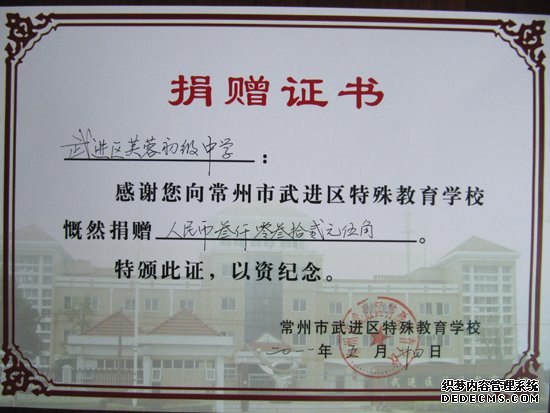 捐赠证书
武进区芙蓉初级中学：
感谢您向常州市武进区特殊教育学校
慨然捐赠 人民币叁仟零叁拾贰元伍角。
特颁此证，以资纪念。
常州市武进区特殊教育学校
二〇一一年五月 日
织梦内容管理系统
DEDECMS.COM